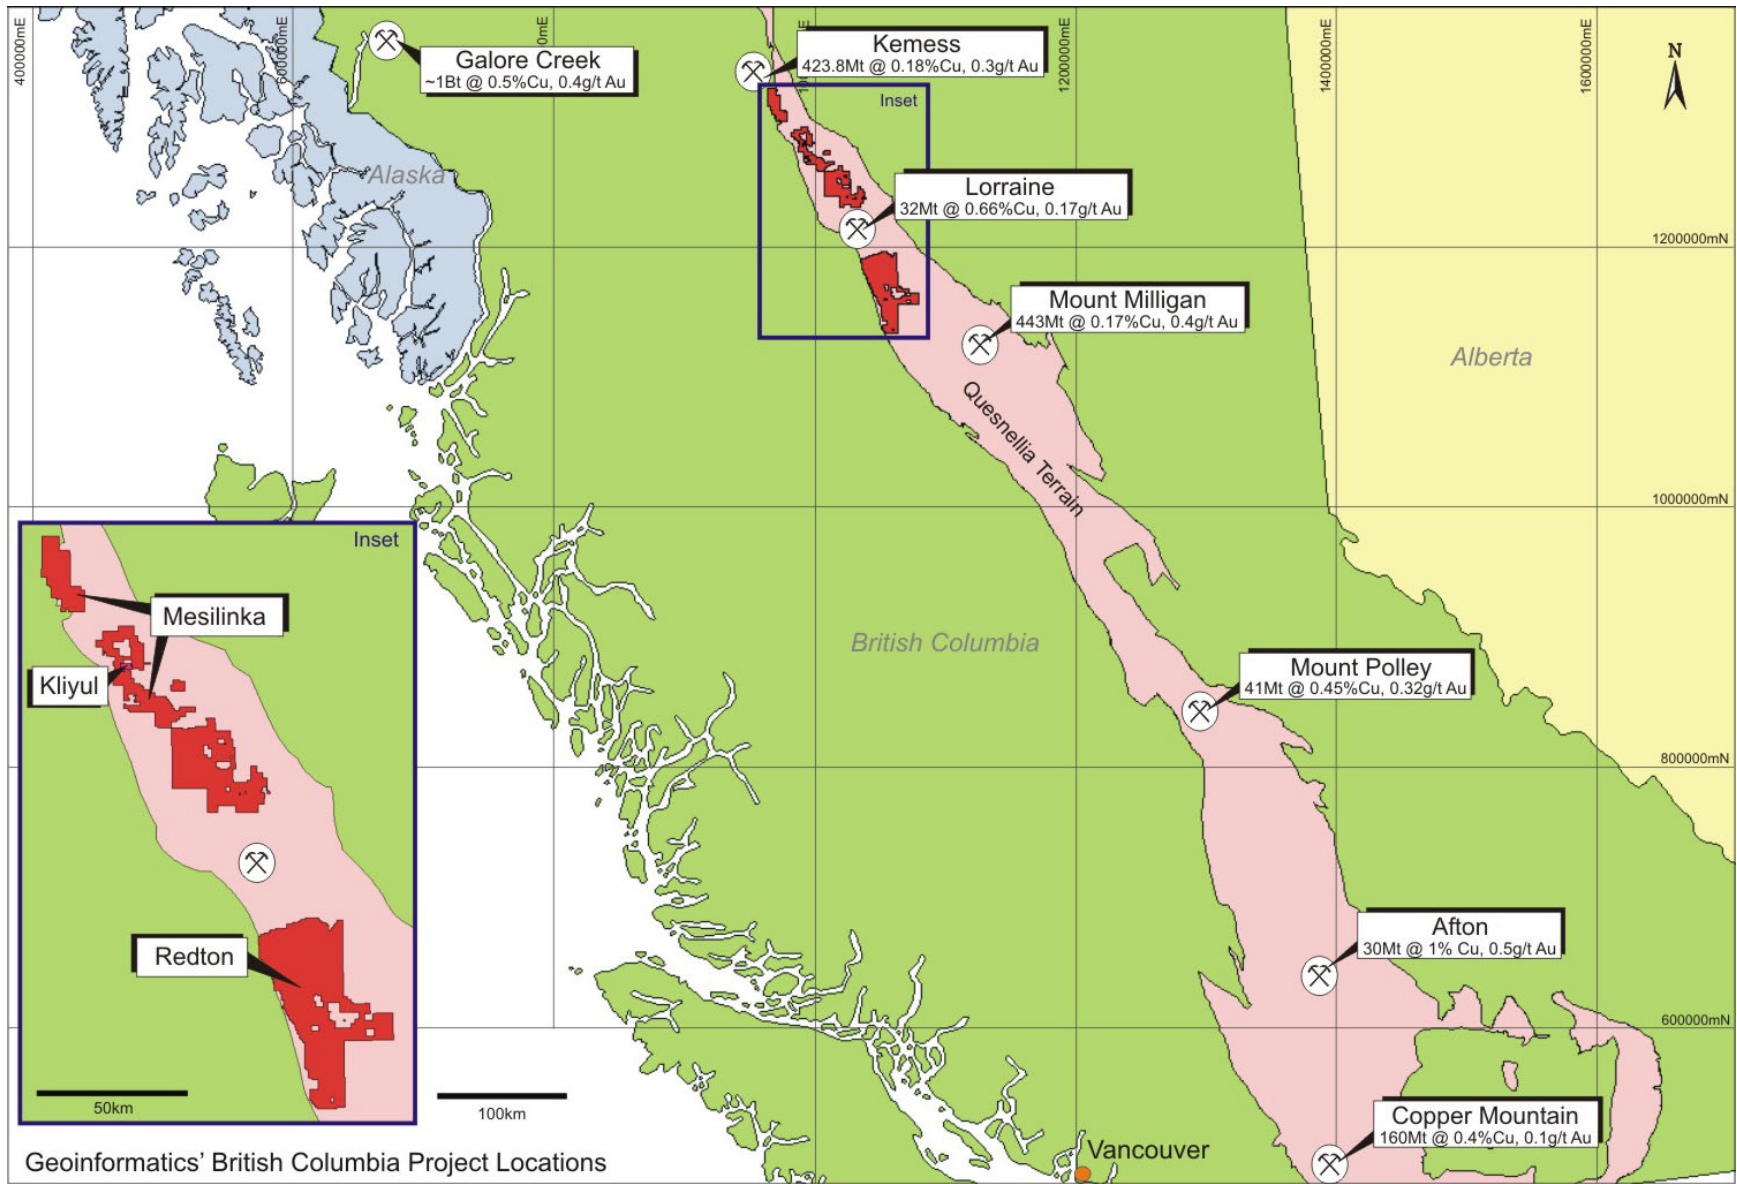 400000mE
1200000mE
1400000mE
1600000mE
N
Galore Creek
~1Bt @ 0.5%Cu, 0.4g/t Au
Kemess
423.8Mt @ 0.18%Cu, 0.3g/t Au
Inset
Alaska
Lorraine
32Mt @ 0.66%Cu, 0.17g/t Au
1200000mN
Mount Milligan
443Mt @ 0.17%Cu, 0.4g/t Au
Alberta
Quesnellia Terrain
1000000mN
Inset
Mesilinka
Kliyul
Redton
50km
British Columbia
Mount Polley
41Mt @ 0.45%Cu, 0.32g/t Au
800000mN
Afton
30Mt @ 1% Cu, 0.5g/t Au
600000mN
100km
Copper Mountain
160Mt @ 0.4%Cu, 0.1g/t Au
Vancouver
Geoinformatics' British Columbia Project Locations